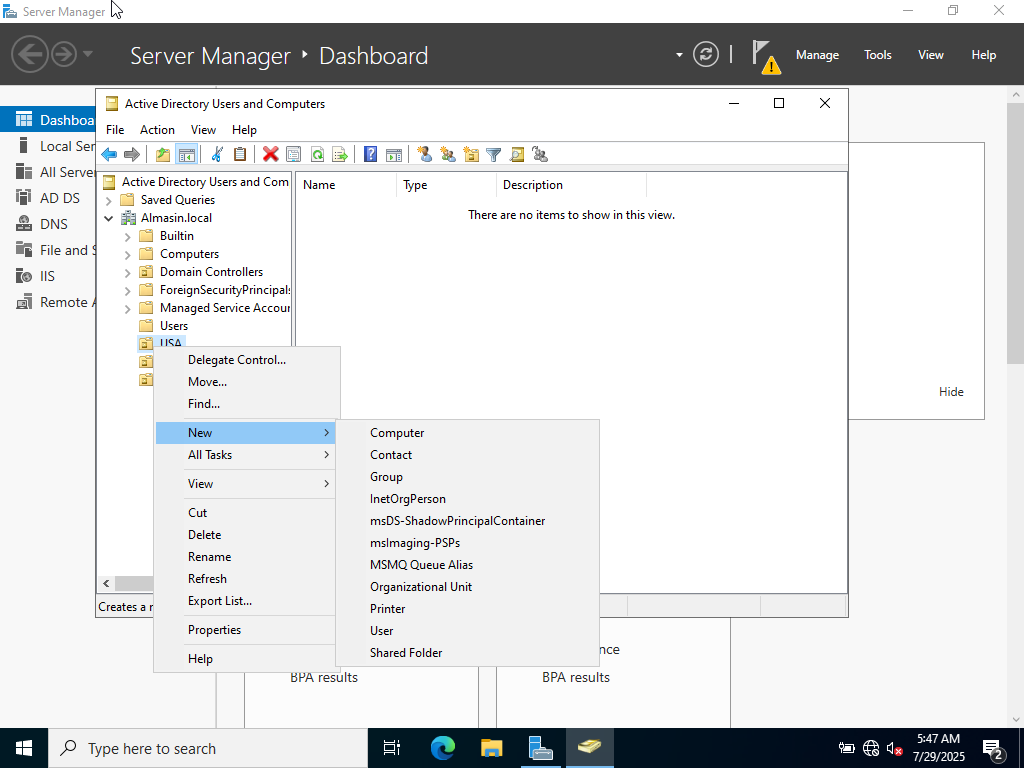 Server Manager
Server Manager
Dashboard
Manage
Tools
View
Help
Active Directory Users and Computers
File
Action
View
Help
Dashboa
Local Ser
All Server
AD DS
DNS
File and S
IIS
Remote A
Active Directory Users and Com
Saved Queries
Almasin.local
Builtin
Computers
Domain Controllers
ForeignSecurityPrincipals
Managed Service Accour
Users
USA
Name
Type
Description
There are no items to show in this view.
Delegate Control...
Move...
Find...
New
All Tasks
View
Cut
Delete
Rename
Refresh
Export List...
Properties
Help
Computer
Contact
Group
InetOrgPerson
msDS-ShadowPrincipalContainer
msImaging-PSPs
MSMQ Queue Alias
Organizational Unit
Printer
User
Shared Folder
Hide
Creates a n
nce
BPA results
BPA results
Type here to search
5:47 AM
7/29/2025
2